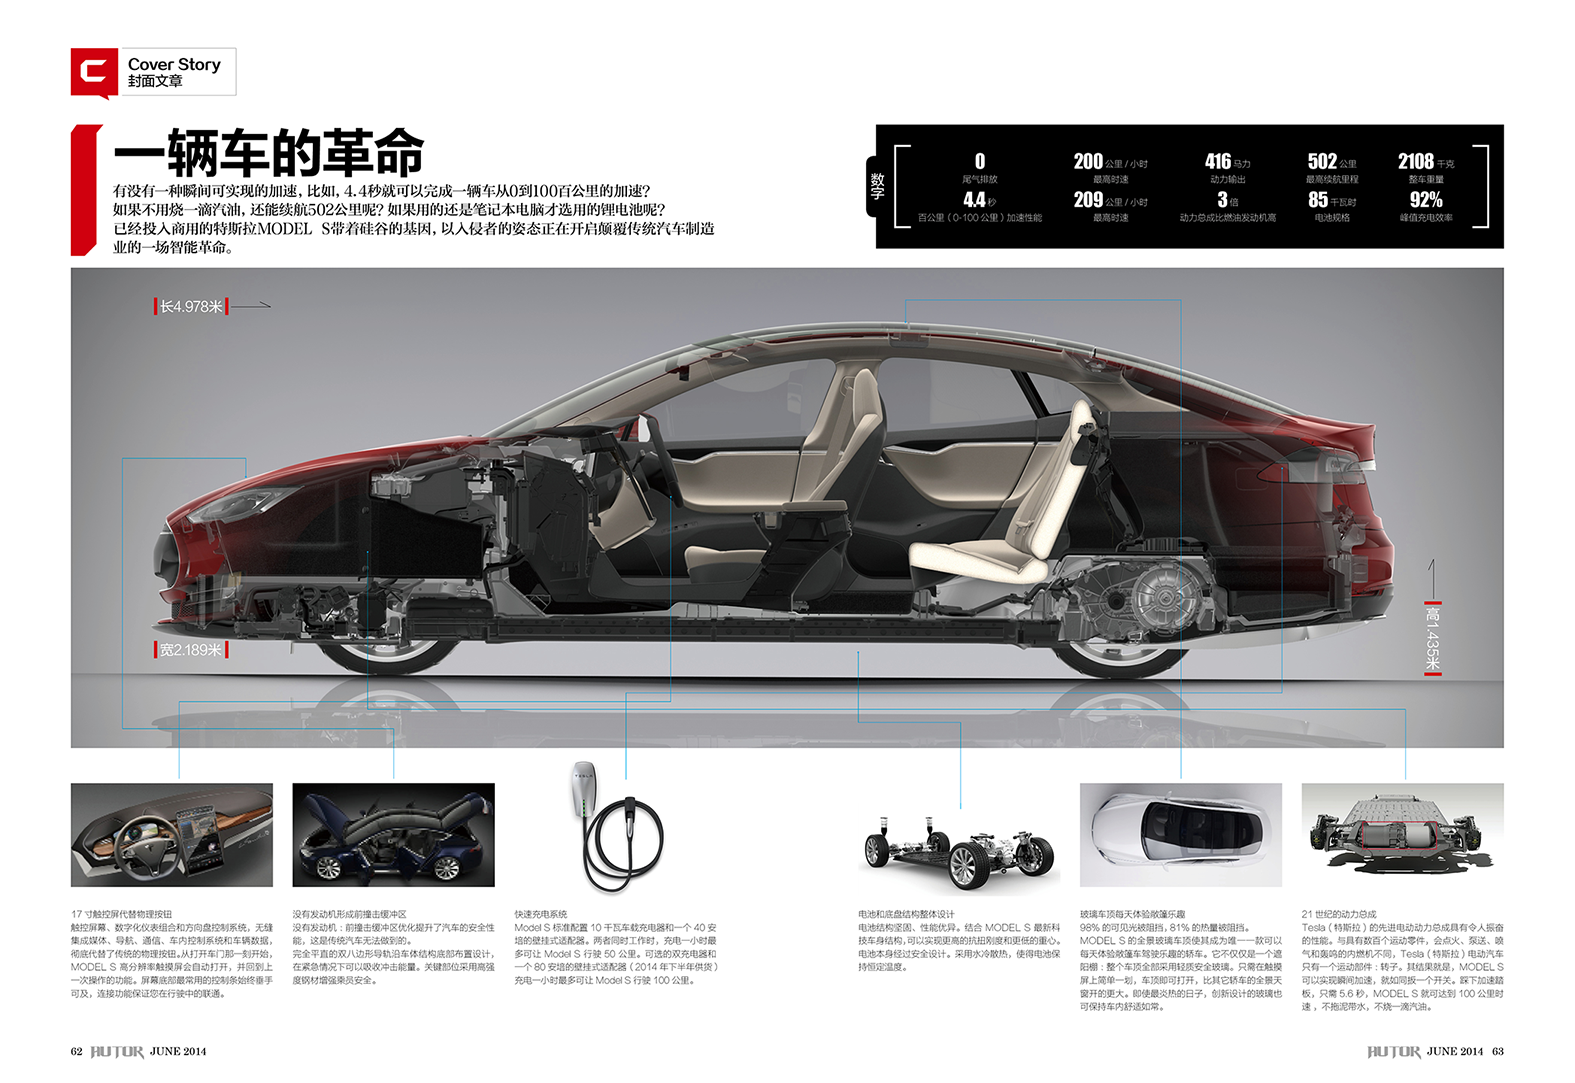 Cover Story
封面文章
一辆车的革命
有没有一种瞬间可实现的加速，比如，4.4秒就可以完成一辆车从0到100百公里的加速？
如果不用烧一滴汽油，还能续航502公里呢？如果用的还是笔记本电脑才选用的锂电池呢？
已经投入商用的特斯拉MODEL S带着硅谷的基因，以入侵者的姿态正在开启颠覆传统汽车制造
业的一场智能革命。
数字
0
尾气排放
200公里/小时
最高时速
416马力
动力输出
502公里
最高续航里程
2108千克
整车重量
4.4秒
百公里（0-100公里）加速性能
209公里/小时
最高时速
3倍
动力总成比燃油发动机高
85千瓦时
电池规格
92%
峰值充电效率
长4.978米
宽2.189米
高1.435米
TESLA
17寸触控屏代替物理按钮
触控屏幕、数字化仪表组合和方向盘控制系统，无缝
集成媒体、导航、通信、车内控制系统和车辆数据，
彻底代替了传统的物理按钮。从打开车门那一刻开始，
MODEL S 高分辨率触摸屏会自动打开，并回到上
一次操作的功能。屏幕底部最常用的控制条始终垂手
可及，连接功能保证您在行驶中的联通。
没有发动机形成前撞击缓冲区
没有发动机：前撞击缓冲区优化提升了汽车的安全性
能，这是传统汽车无法做到的。
完全平直的双八边形导轨沿车体结构底部布置设计，
在紧急情况下可以吸收冲击能量。关键部位采用高强
度钢材增强乘员安全。
快速充电系统
Model S 标准配置 10 千瓦车载充电器和一个 40 安
培的壁挂式适配器。两者同时工作时，充电一小时最
多可让 Model S 行驶 50 公里。可选的双充电器和
一个 80 安培的壁挂式适配器（2014 年下半年供货）
充电一小时最多可让 Model S 行驶 100 公里。
电池和底盘结构整体设计
电池结构坚固、性能优异。结合 MODEL S 最新科
技车身结构，可以实现更高的抗扭刚度和更低的重心。
电池本身经过安全设计。采用水冷散热，使得电池保
持恒定温度。
玻璃车顶每天体验敞篷乐趣
98% 的可见光被阻挡，81% 的热量被阻挡。
MODEL S 的全景玻璃车顶使其成为唯一一款可以
每天体验敞篷车驾驶乐趣的轿车。它不仅仅是一个遮
阳棚：整个车顶全部采用轻质安全玻璃。只需在触摸
屏上简单一划，车顶即可打开，比其它轿车的全景天
窗开的更大。即使最炎热的日子，创新设计的玻璃也
可保持车内舒适如常。
21 世纪的动力总成
Tesla（特斯拉）的先进电动动力总成具有令人振奋
的性能。与具有数百个运动零件，会点火、泵送、喷
气和轰鸣的内燃机不同，Tesla（特斯拉）电动汽车
只有一个运动部件：转子。其结果就是，MODEL S
可以实现瞬间加速，就如同扳一个开关。踩下加速踏
板，只需 5.6 秒，MODEL S 就可达到 100 公里时
速，不拖泥带水，不烧一滴汽油。
62 AUTOR JUNE 2014
AUTOR JUNE 2014 63